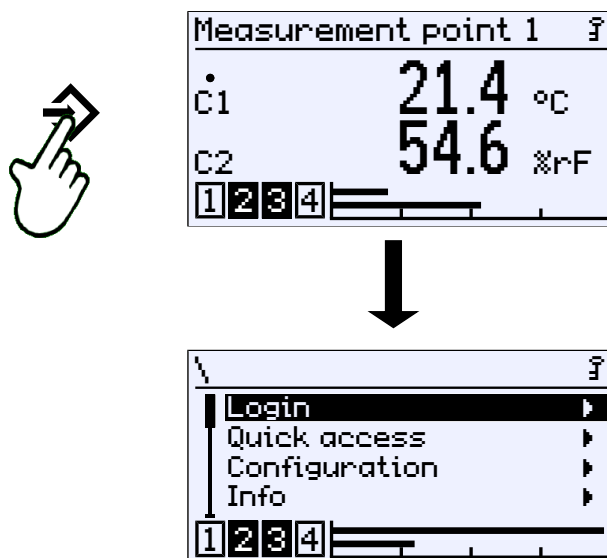 Measurement point 1
C1 21.4 °C
C2 54.6 %rF
1 2 3 4
\
Login
Quick access
Configuration
Info
1 2 3 4